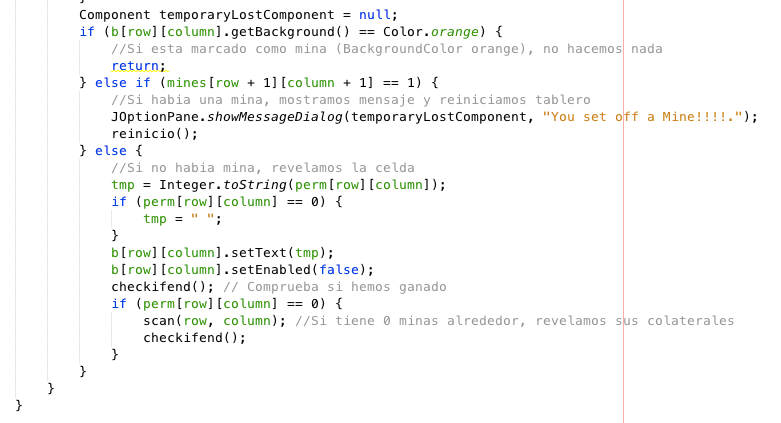 }
Component temporaryLostComponent = null;
if (b[row][column].getBackground() == Color.orange) {
//Si esta marcado como mina (BackgroundColor orange), no hacemos nada
return;
} else if (mines[row + 1][column + 1] == 1) {
//Si habia una mina, mostramos mensaje y reiniciamos tablero
JOptionPane.showMessageDialog(temporaryLostComponent, "You set off a Mine!!!!.");
reinicio();
} else {
//Si no habia mina, revelamos la celda
tmp = Integer.toString(perm[row][column]);
if (perm[row][column] == 0) {
tmp = " ";
}
b[row][column].setText(tmp);
b[row][column].setEnabled(false);
checkifend(); // Comprueba si hemos ganado
if (perm[row][column] == 0) {
scan(row, column); //Si tiene 0 minas alrededor, revelamos sus colaterales
checkifend();
}
}
}
}